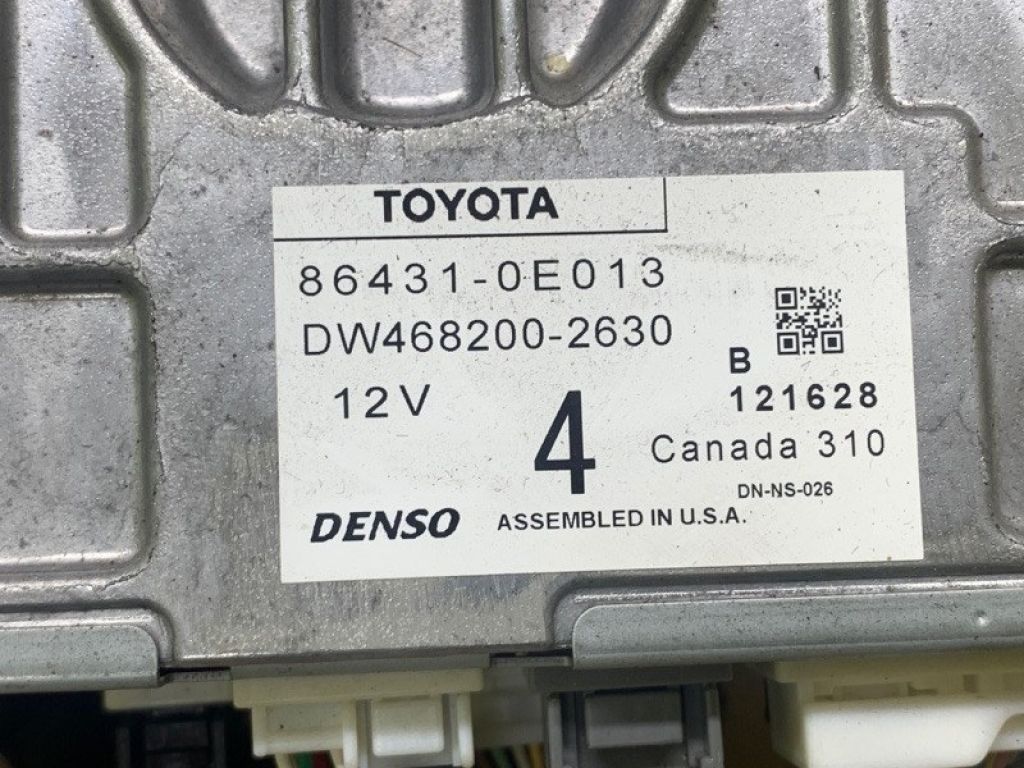 TOYOTA
86431-0E013
DW468200-2630
12V
4
B
121628
Canada 310
DN-NS-026
DENSO
ASSEMBLED IN U.S.A.